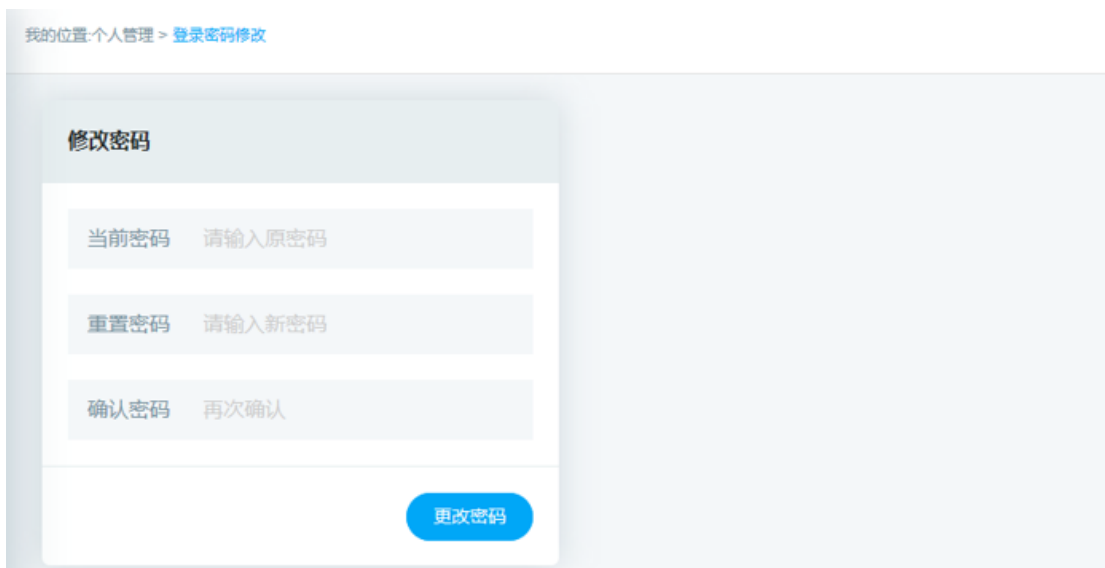 我的位置:个人管理 > 登录密码修改
修改密码
当前密码 请输入原密码
重置密码 请输入新密码
确认密码 再次确认
更改密码